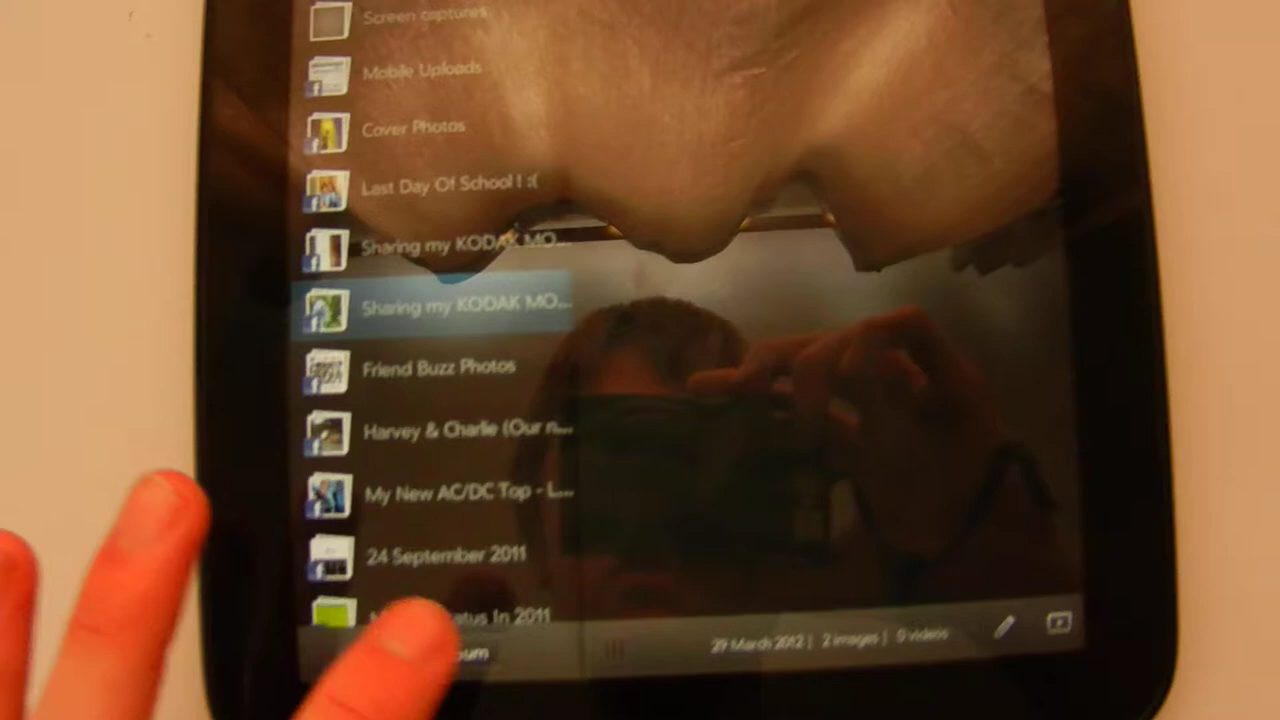 Screen captures
Mobile Uploads
Cover Photos
Last Day Of School ! :(
Sharing my KODAK MO...
Sharing my KODAK MO...
Friend Buzz Photos
Harvey & Charlie (Our n...
My New AC/DC Top - L...
24 September 2011
In 2011
29 March 2012 | 2 images | 0 videos